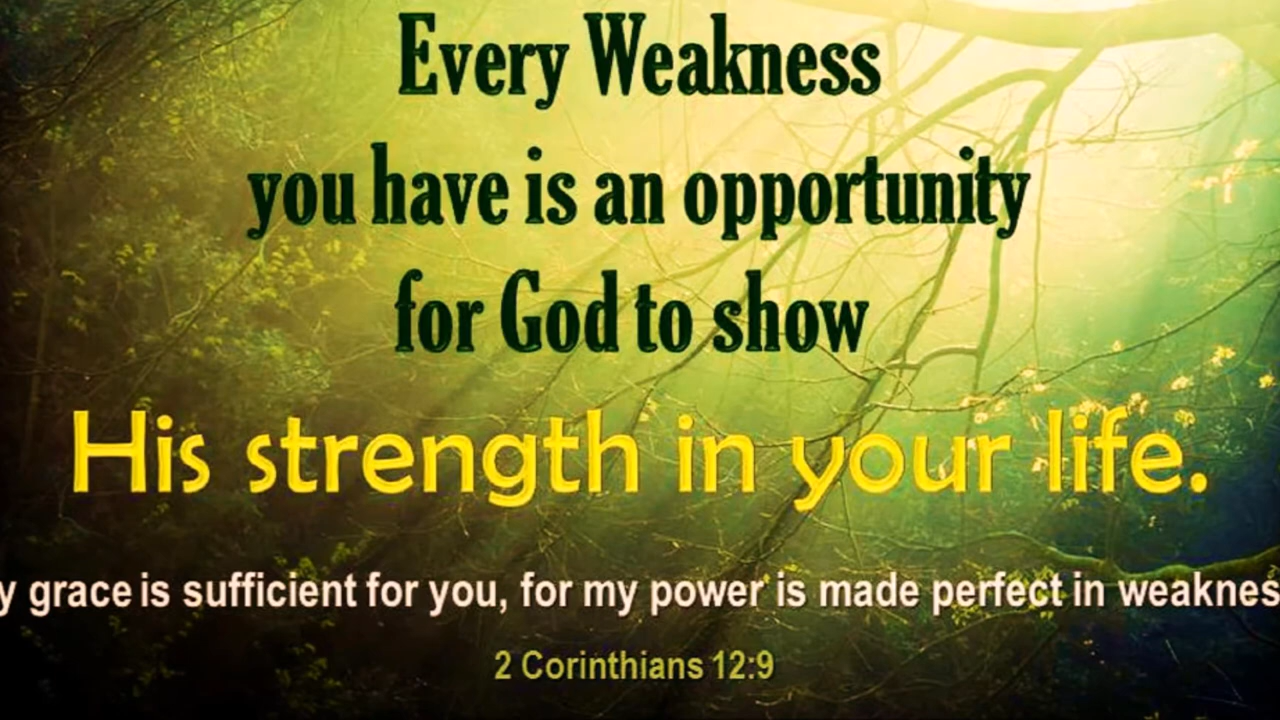 Every Weakness
you have is an opportunity
for God to show
His strength in your life.
y grace is sufficient for you, for my power is made perfect in weaknes
2 Corinthians 12:9